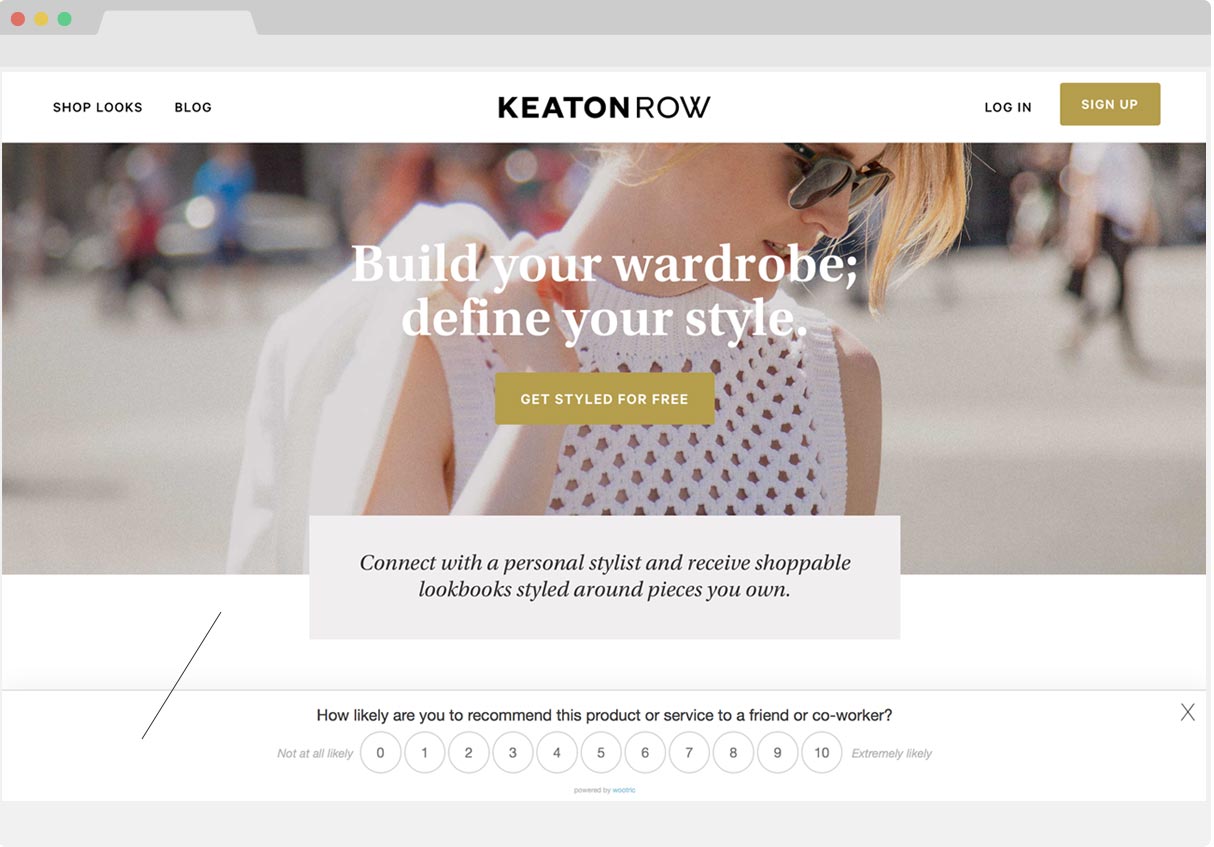 SHOP LOOKS
BLOG
KEATON ROW
LOG IN
SIGN UP
Build your wardrobe;
define your style.
GET STYLED FOR FREE
Connect with a personal stylist and receive shoppable
lookbooks styled around pieces you own.
How likely are you to recommend this product or service to a friend or co-worker?
X
Not at all likely 0 1 2 3 4 5 6 7 8 9 10 Extremely likely
powered by wootric